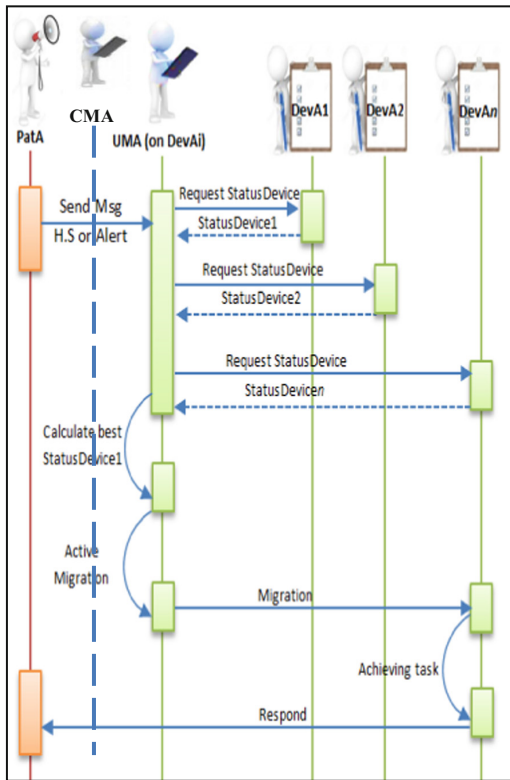 DevA1
DevA2
DevAn
CMA
PatA
UMA (on DevAi)
Send Msg
H.S or Alert
Request StatusDevice
StatusDevice1
Request StatusDevice
StatusDevice2
Request StatusDevice
StatusDevicen
Calculate best
StatusDevice1
Active
Migration
Migration
Achieving task
Respond